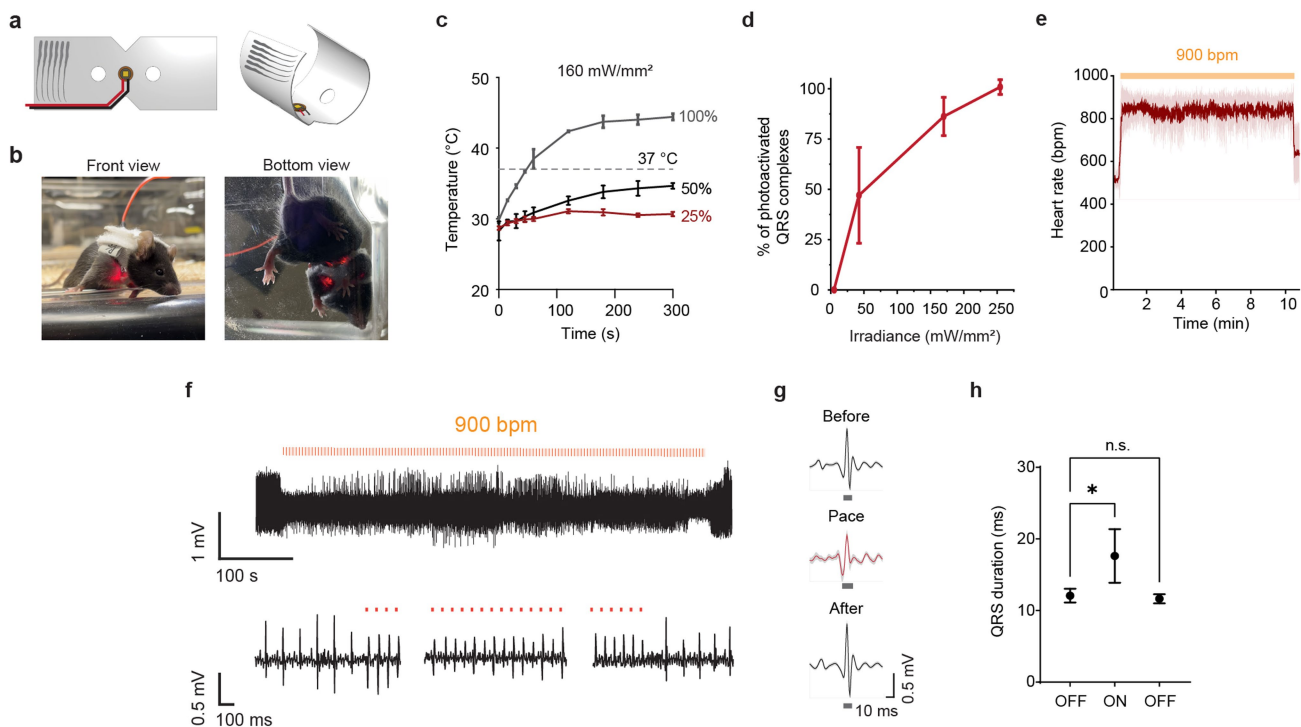 a
b
Front view
Bottom view
c
160 mW/mm²
Temperature (°C)
50
40
30
20
100%
37 °C
50%
25%
0
100
200
300
Time (s)
d
% of photoactivated
QRS complexes
100
75
50
25
0
0
50
100
150
200
250
Irradiance (mW/mm²)
e
900 bpm
Heart rate (bpm)
1000
800
600
400
200
0
2
4
6
8
10
Time (min)
f
900 bpm
1 mV
100 s
0.5 mV
100 ms
g
Before
Pace
After
0.5 mV
10 ms
h
n.s.
*
QRS duration (ms)
30
20
10
0
OFF
ON
OFF